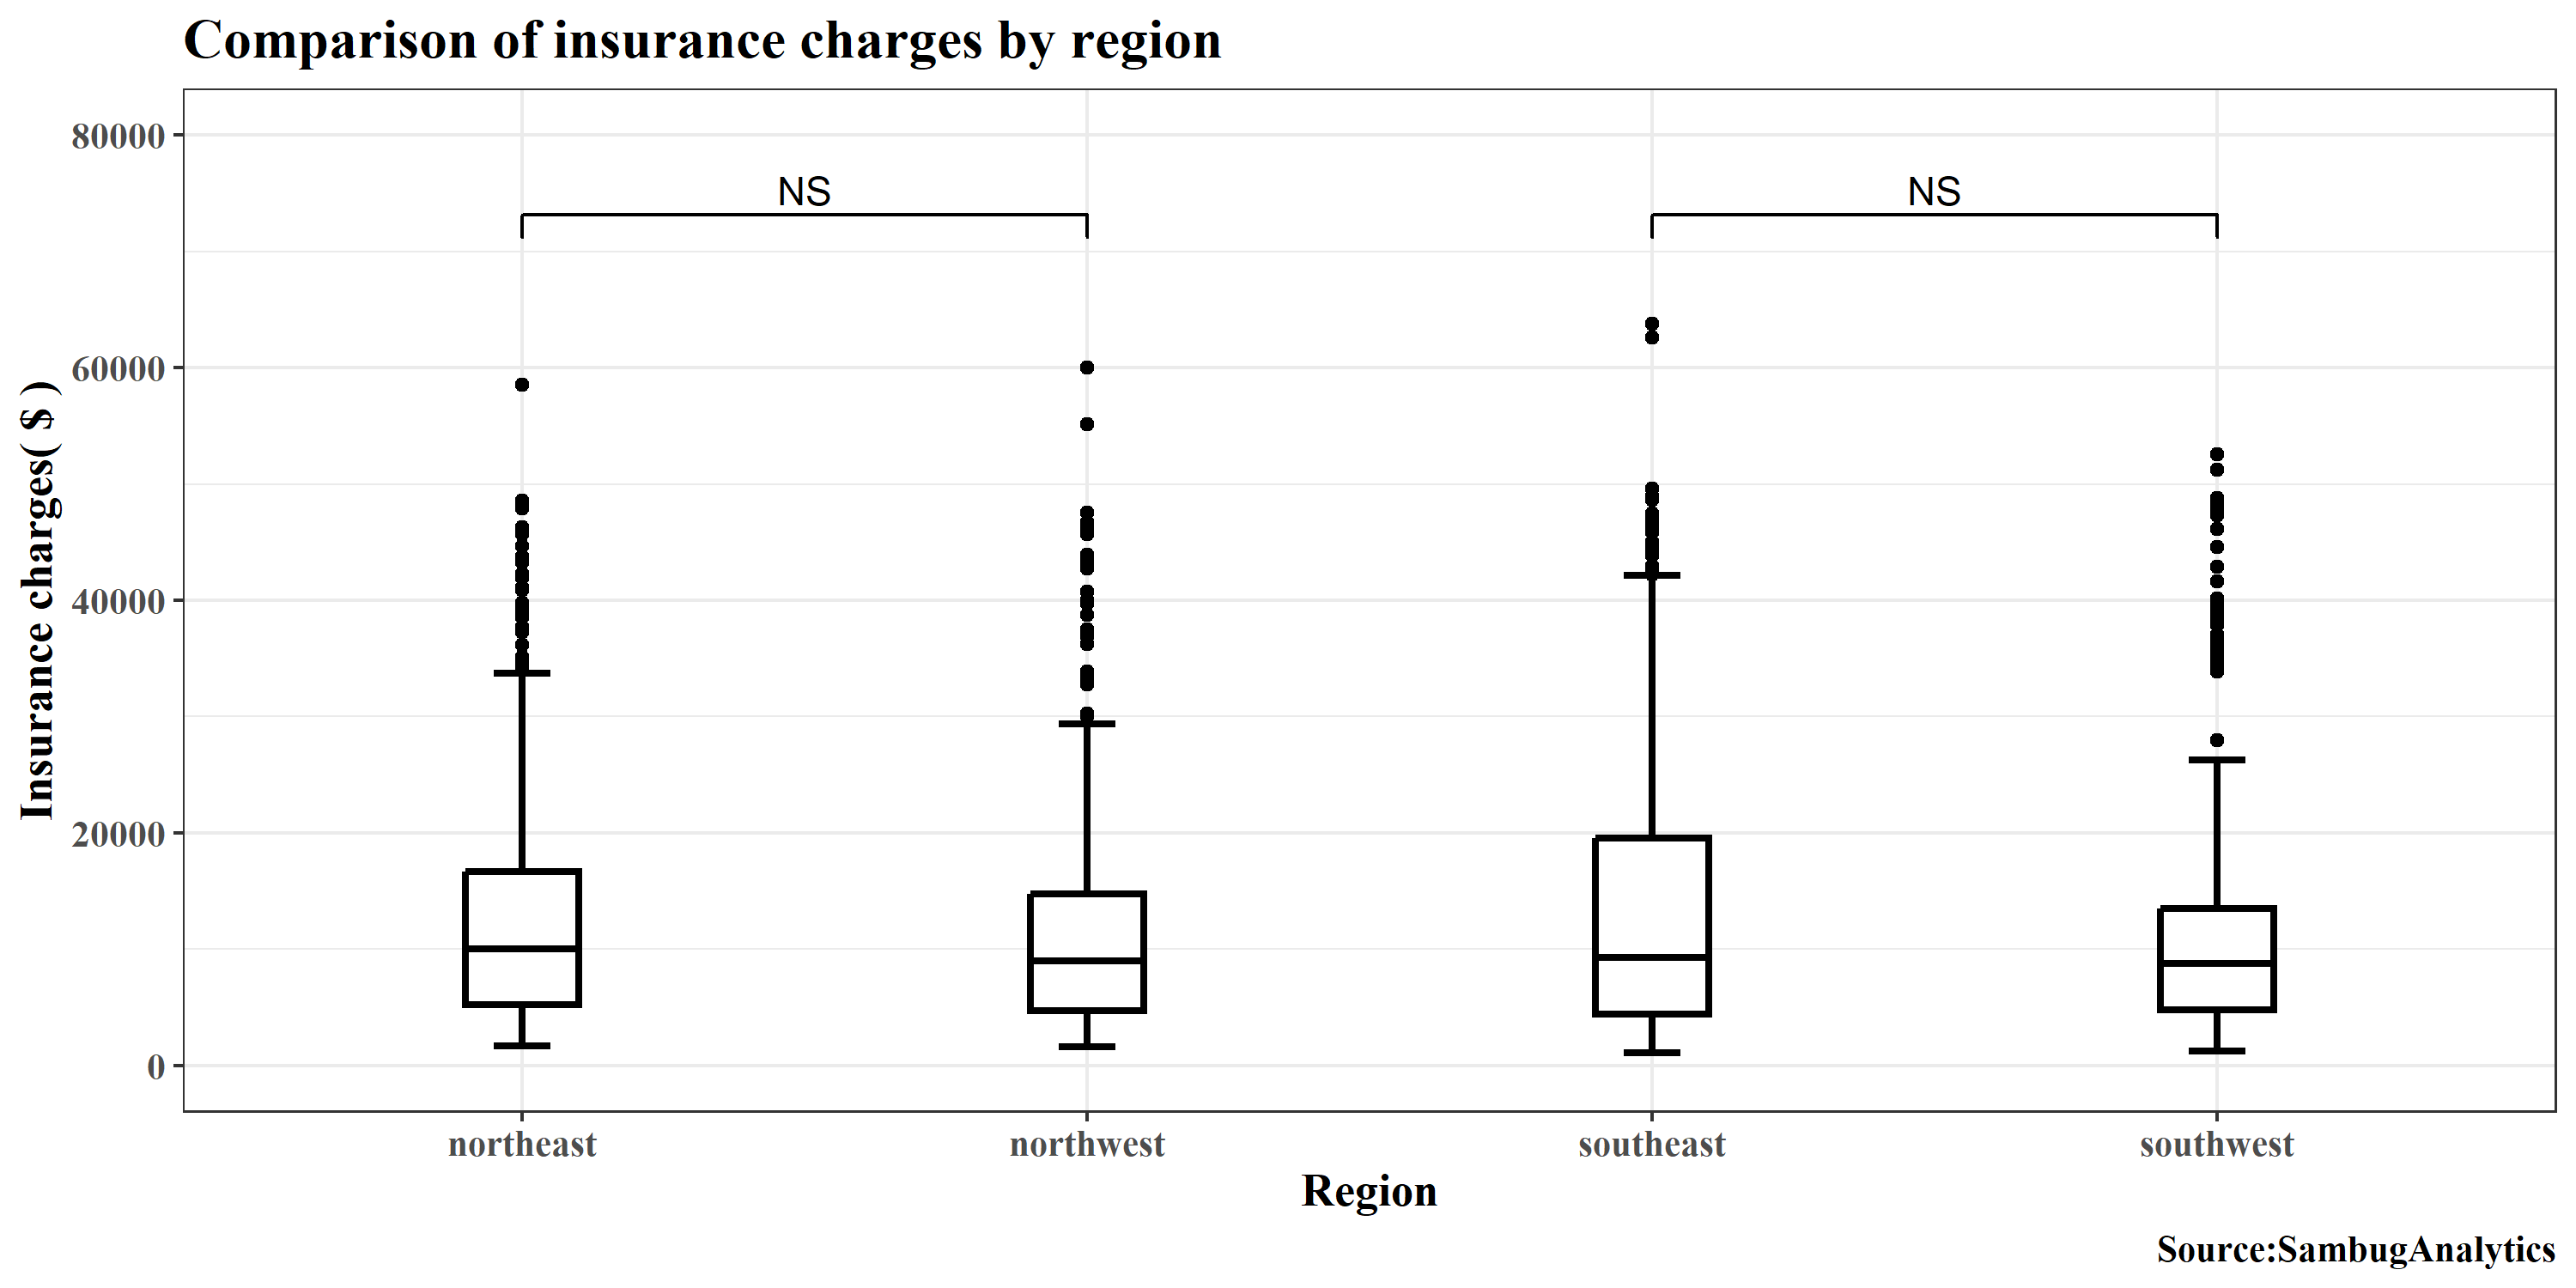 Comparison of insurance charges by region
Insurance charges( $ )
80000
60000
40000
20000
0
NS
NS
northeast
northwest
southeast
southwest
Region
Source:SambugAnalytics